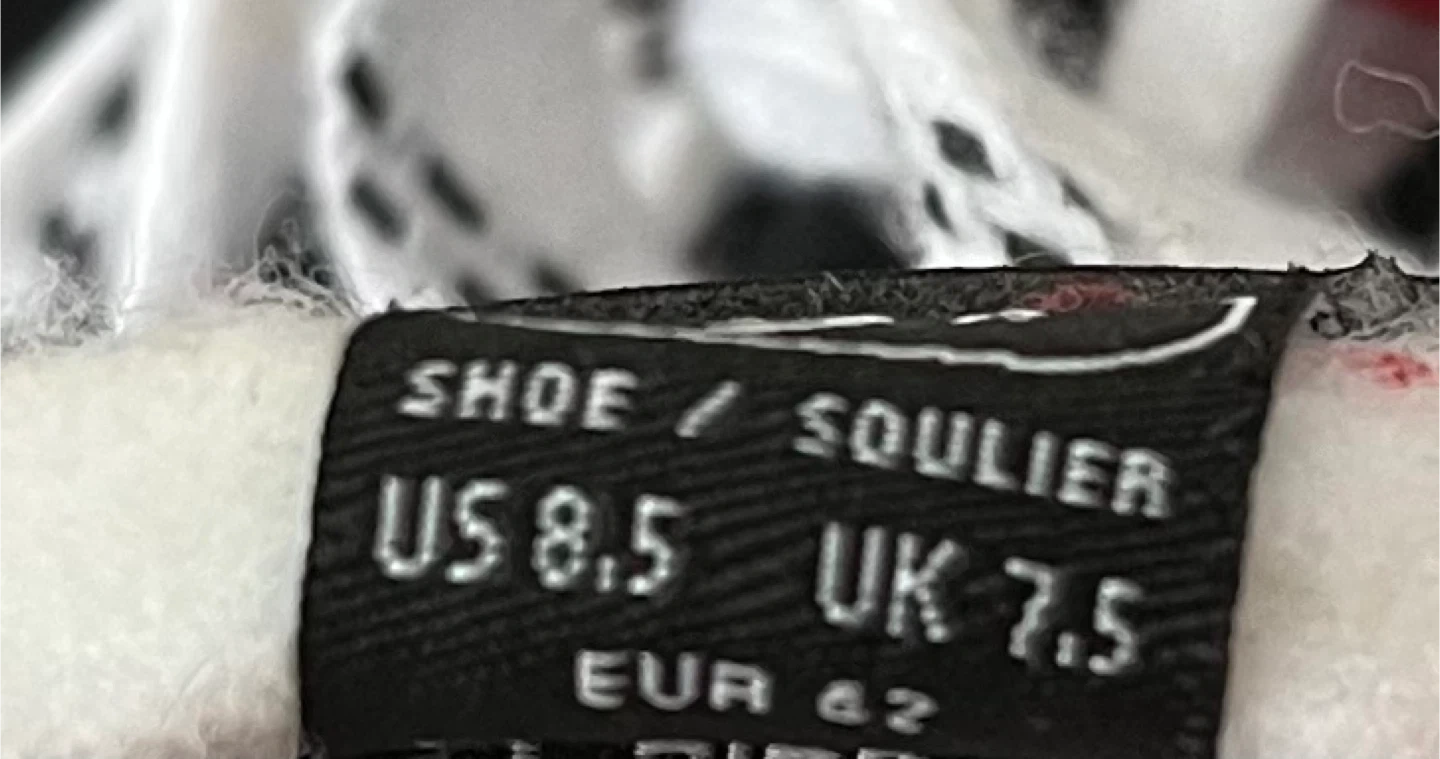 SHOE / SOULIER
US 8.5 UK 7.5
EUR 42